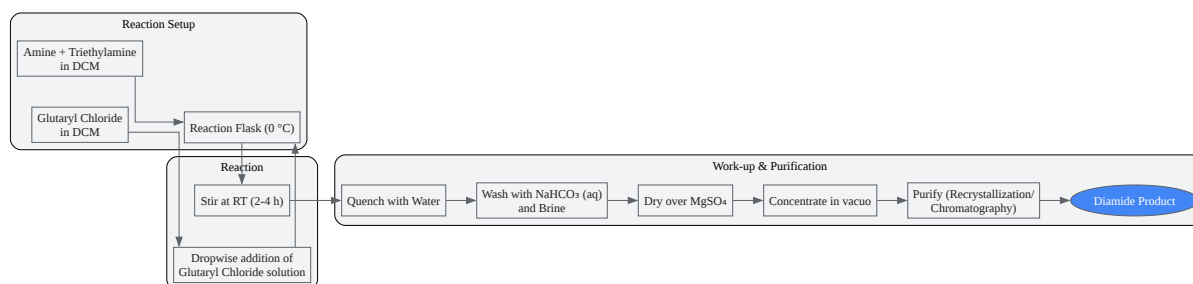 Reaction Setup
Amine + Triethylamine
in DCM
Glutaryl Chloride
in DCM
Reaction Flask (0 °C)
Reaction
Stir at RT (2-4 h)
Dropwise addition of
Glutaryl Chloride solution
Work-up & Purification
Quench with Water
Wash with NaHCO₃ (aq)
and Brine
Dry over MgSO₄
Concentrate in vacuo
Purify (Recrystallization/
Chromatography)
Diamide Product